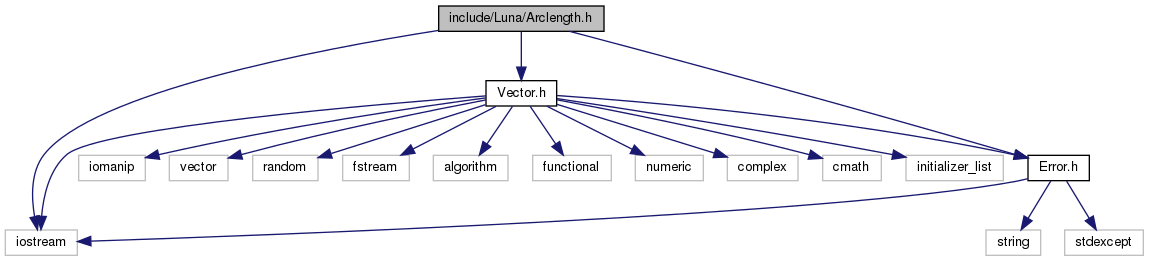 include/Luna/Arclength.h
Vector.h
iomanip
vector
random
fstream
algorithm
functional
numeric
complex
cmath
initializer_list
Error.h
iostream
string
stdexcept